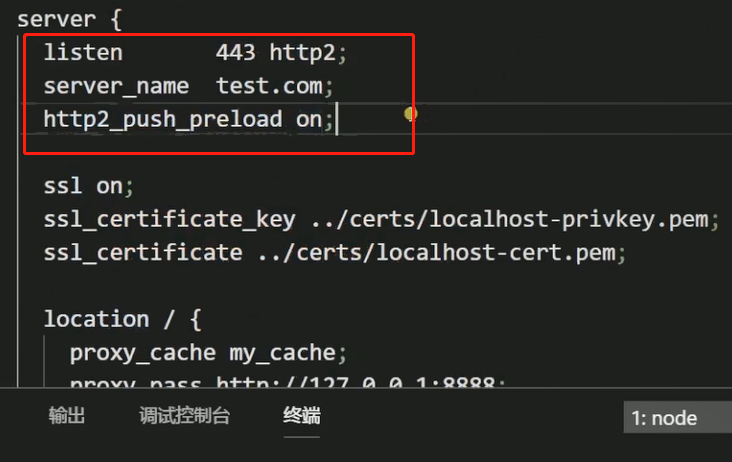 server {
listen 443 http2;
server_name test.com;
http2_push_preload on;
ssl on;
ssl_certificate_key ../certs/localhost-privkey.pem;
ssl_certificate ../certs/localhost-cert.pem;
location / {
proxy_cache my_cache;
proxy_pass http://127.0.0.1:8888;
输出 调试控制台 终端 1: node